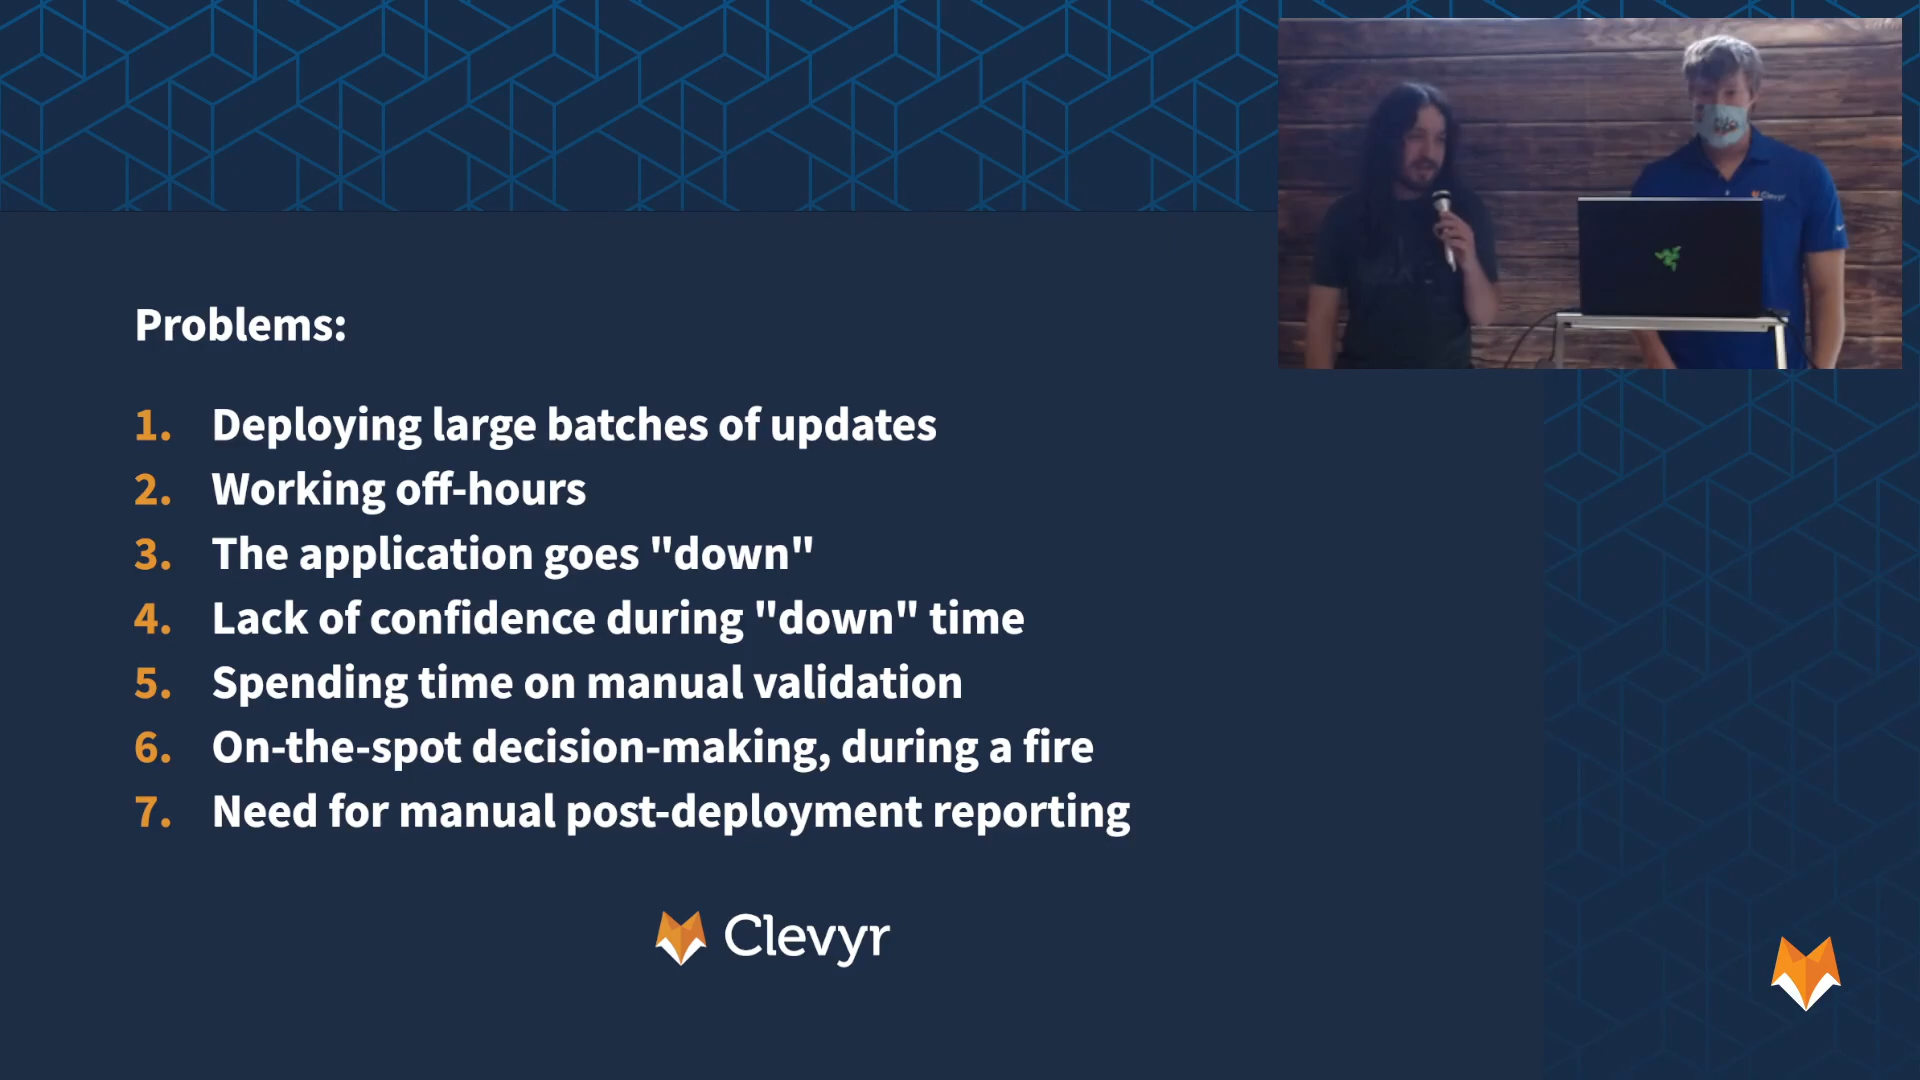 Clevyr
Problems:
1. Deploying large batches of updates
2. Working off-hours
3. The application goes "down"
4. Lack of confidence during "down" time
5. Spending time on manual validation
6. On-the-spot decision-making, during a fire
7. Need for manual post-deployment reporting
Clevyr